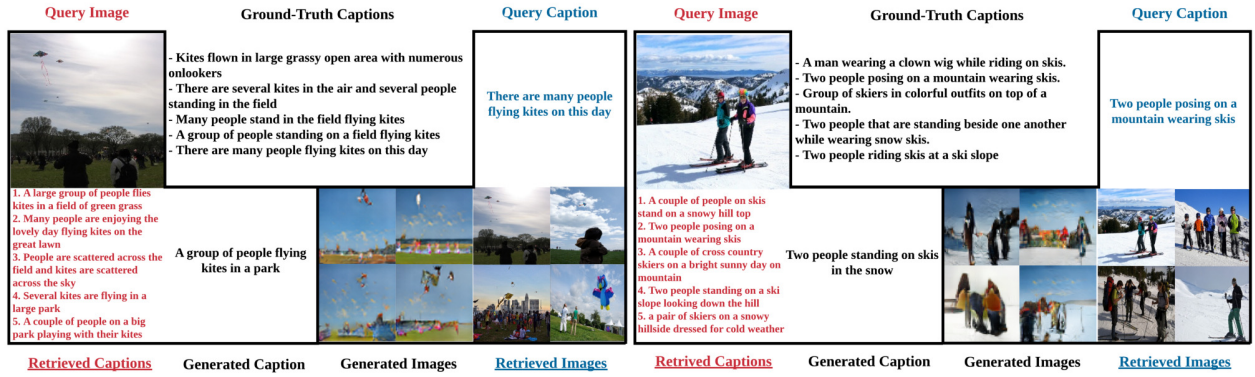 Query Image
Ground-Truth Captions
Query Caption
- Kites flown in large grassy open area with numerous
onlookers
- There are several kites in the air and several people
standing in the field
- Many people stand in the field flying kites
- A group of people standing on a field flying kites
- There are many people flying kites on this day
There are many people
flying kites on this day
1. A large group of people flies
kites in a field of green grass
2. Many people are enjoying the
lovely day flying kites on the
great lawn
3. People are scattered across the
field and kites are scattered
across the sky
4. Several kites are flying in a
large park
5. A couple of people on a big
park playing with their kites
A group of people flying
kites in a park
Retrieved Captions
Generated Caption
Generated Images
Retrieved Images
Query Image
Ground-Truth Captions
Query Caption
- A man wearing a clown wig while riding on skis.
- Two people posing on a mountain wearing skis.
- Group of skiers in colorful outfits on top of a
mountain.
- Two people that are standing beside one another
while wearing snow skis.
- Two people riding skis at a ski slope
Two people posing on a
mountain wearing skis
1. A couple of people on skis
stand on a snowy hill top
2. Two people posing on a
mountain wearing skis
3. A couple of cross country
skiers on a bright sunny day on
mountain
4. Two people standing on a ski
slope looking down the hill
5. a pair of skiers on a snowy
hillside dressed for cold weather
Two people standing on skis
in the snow
Retrived Captions
Generated Caption
Generated Images
Retrieved Images